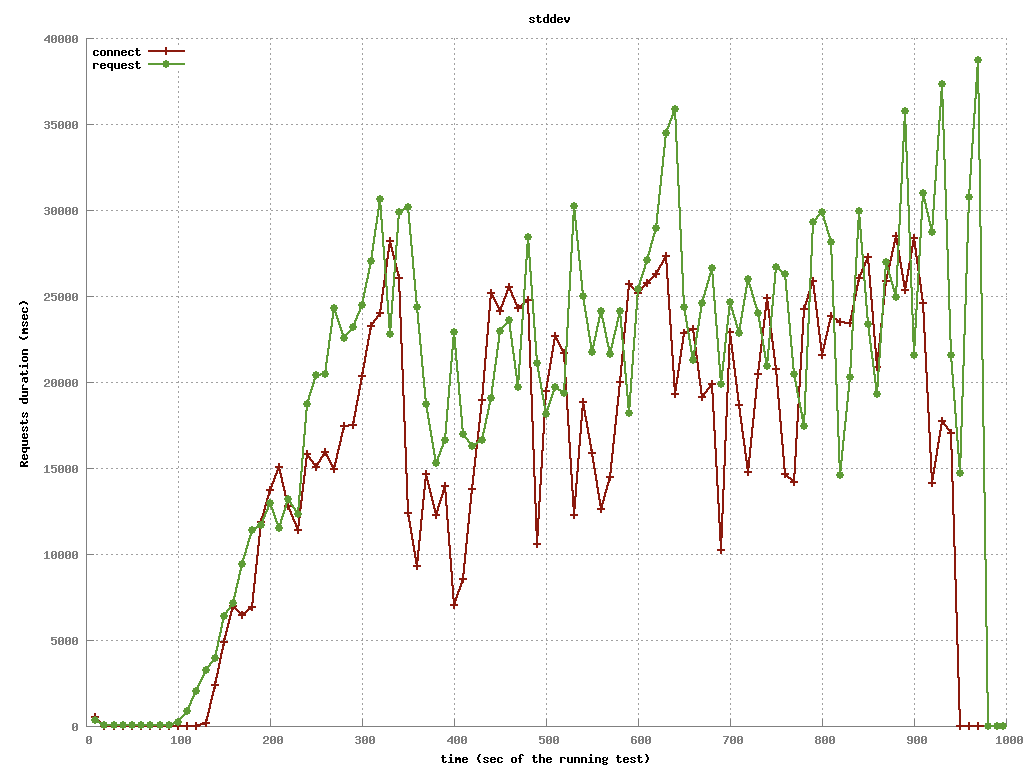 stddev
connect
request
40000
35000
30000
25000
20000
15000
10000
5000
0
Requests duration (msec)
0 100 200 300 400 500 600 700 800 900 1000
time (sec of the running test)